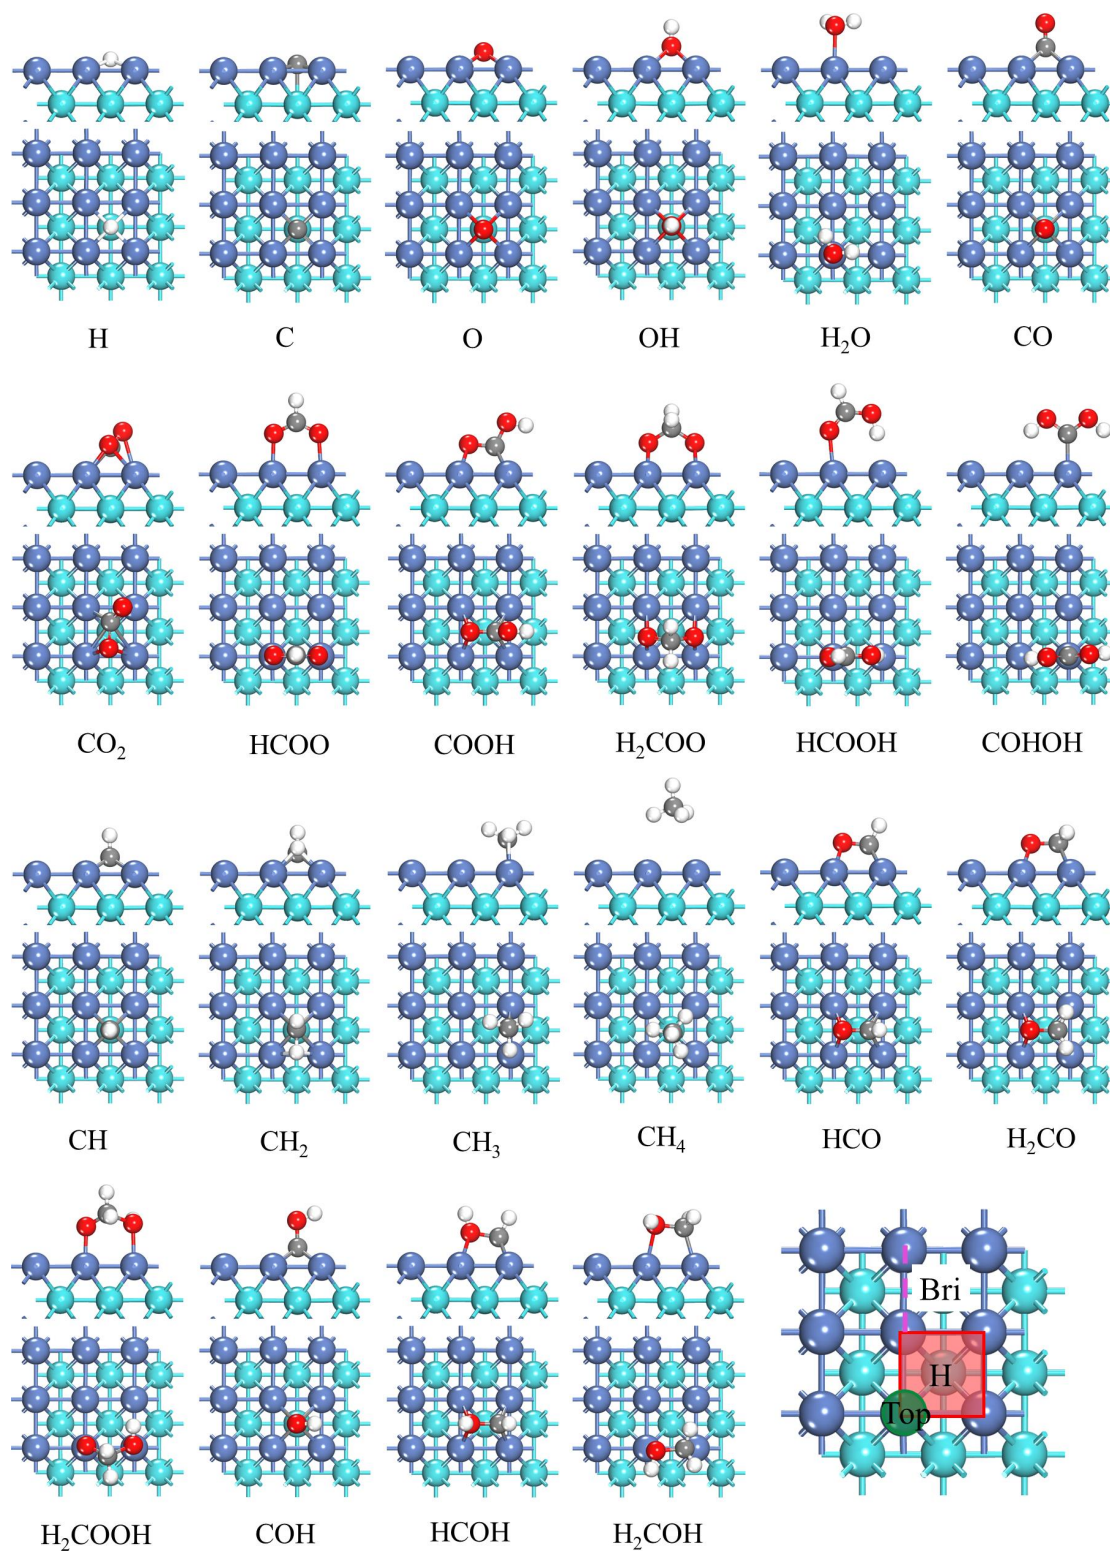 H C O OH H₂O CO
CO₂ HCOO COOH H₂COO HCOOH COHOH
CH CH₂ CH₃ CH₄ HCO H₂CO
Bri
H
Top
H₂COOH COH HCOH H₂COH